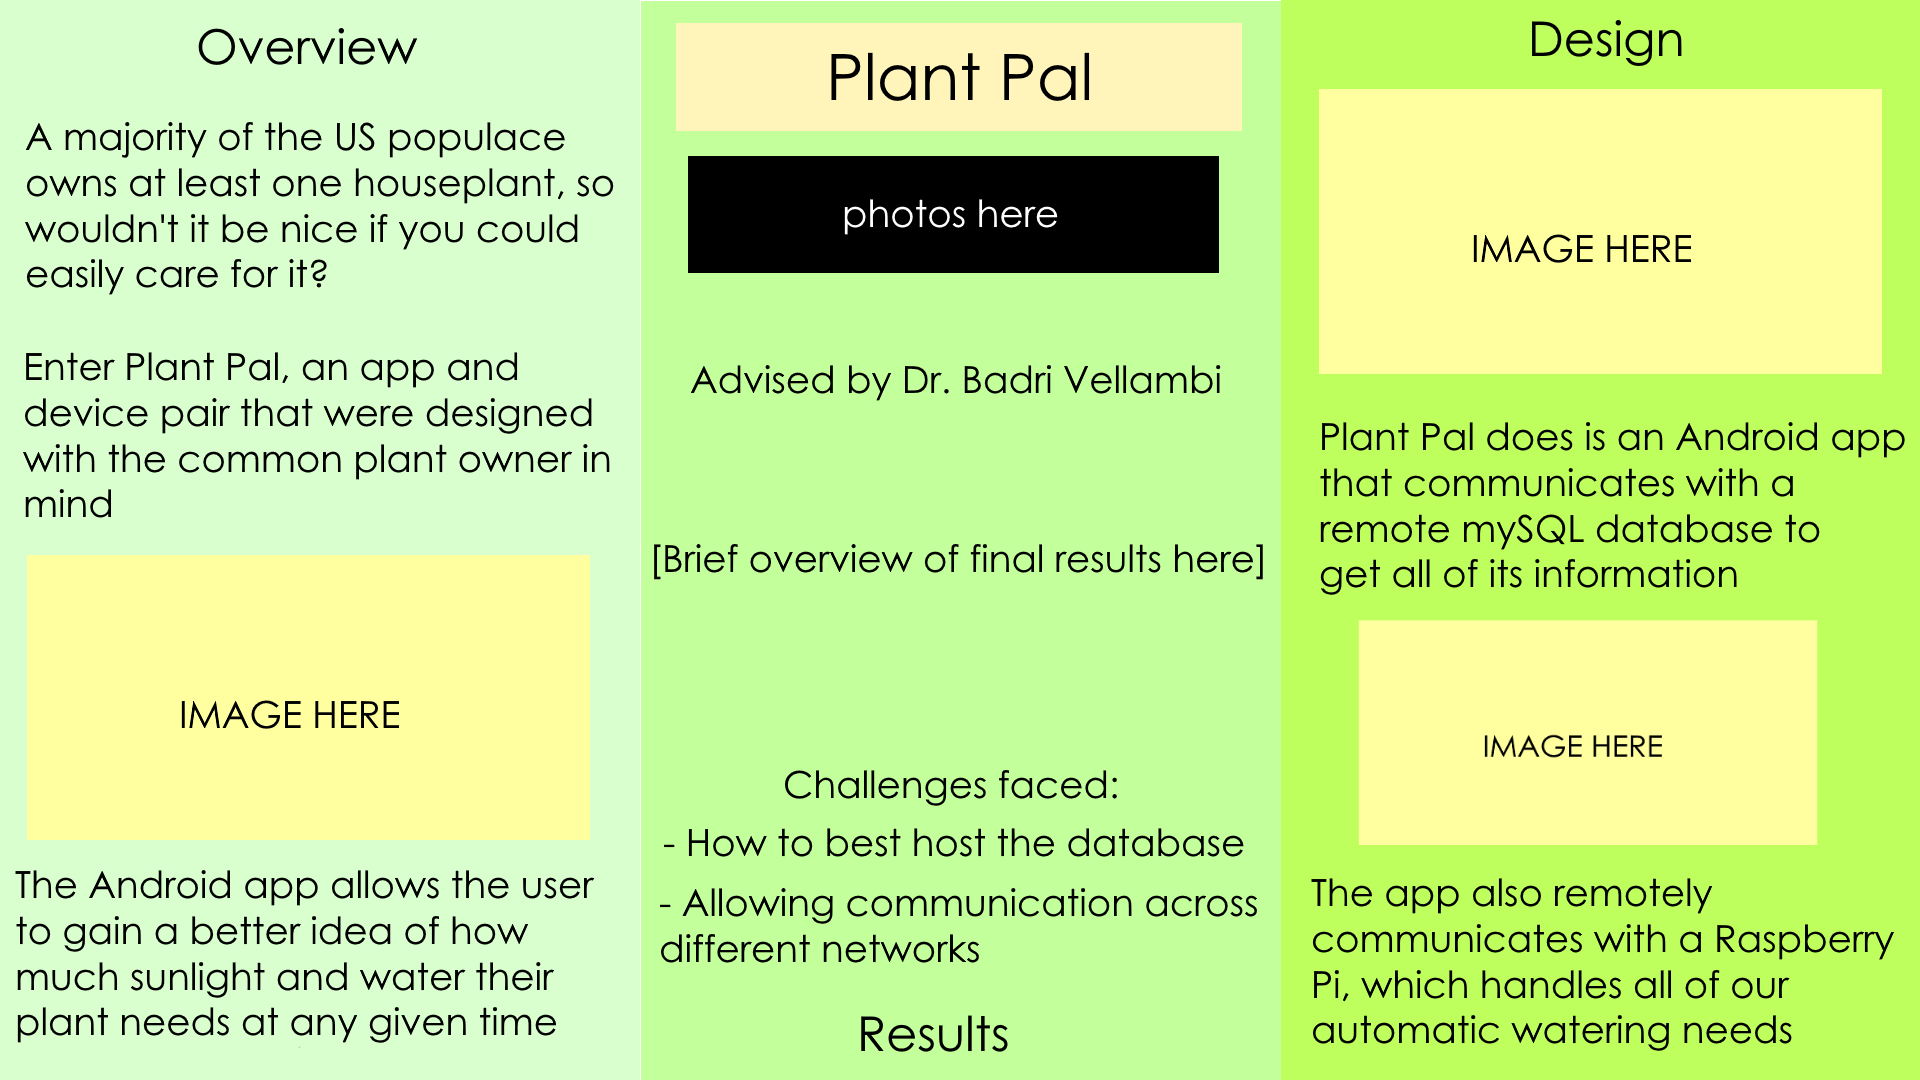 Overview
A majority of the US populace
owns at least one houseplant, so
wouldn't it be nice if you could
easily care for it?
Enter Plant Pal, an app and
device pair that were designed
with the common plant owner in
mind
IMAGE HERE
The Android app allows the user
to gain a better idea of how
much sunlight and water their
plant needs at any given time
Plant Pal
photos here
Advised by Dr. Badri Vellambi
[Brief overview of final results here]
Challenges faced:
- How to best host the database
- Allowing communication across
different networks
Results
Design
IMAGE HERE
Plant Pal does is an Android app
that communicates with a
remote mySQL database to
get all of its information
IMAGE HERE
The app also remotely
communicates with a Raspberry
Pi, which handles all of our
automatic watering needs